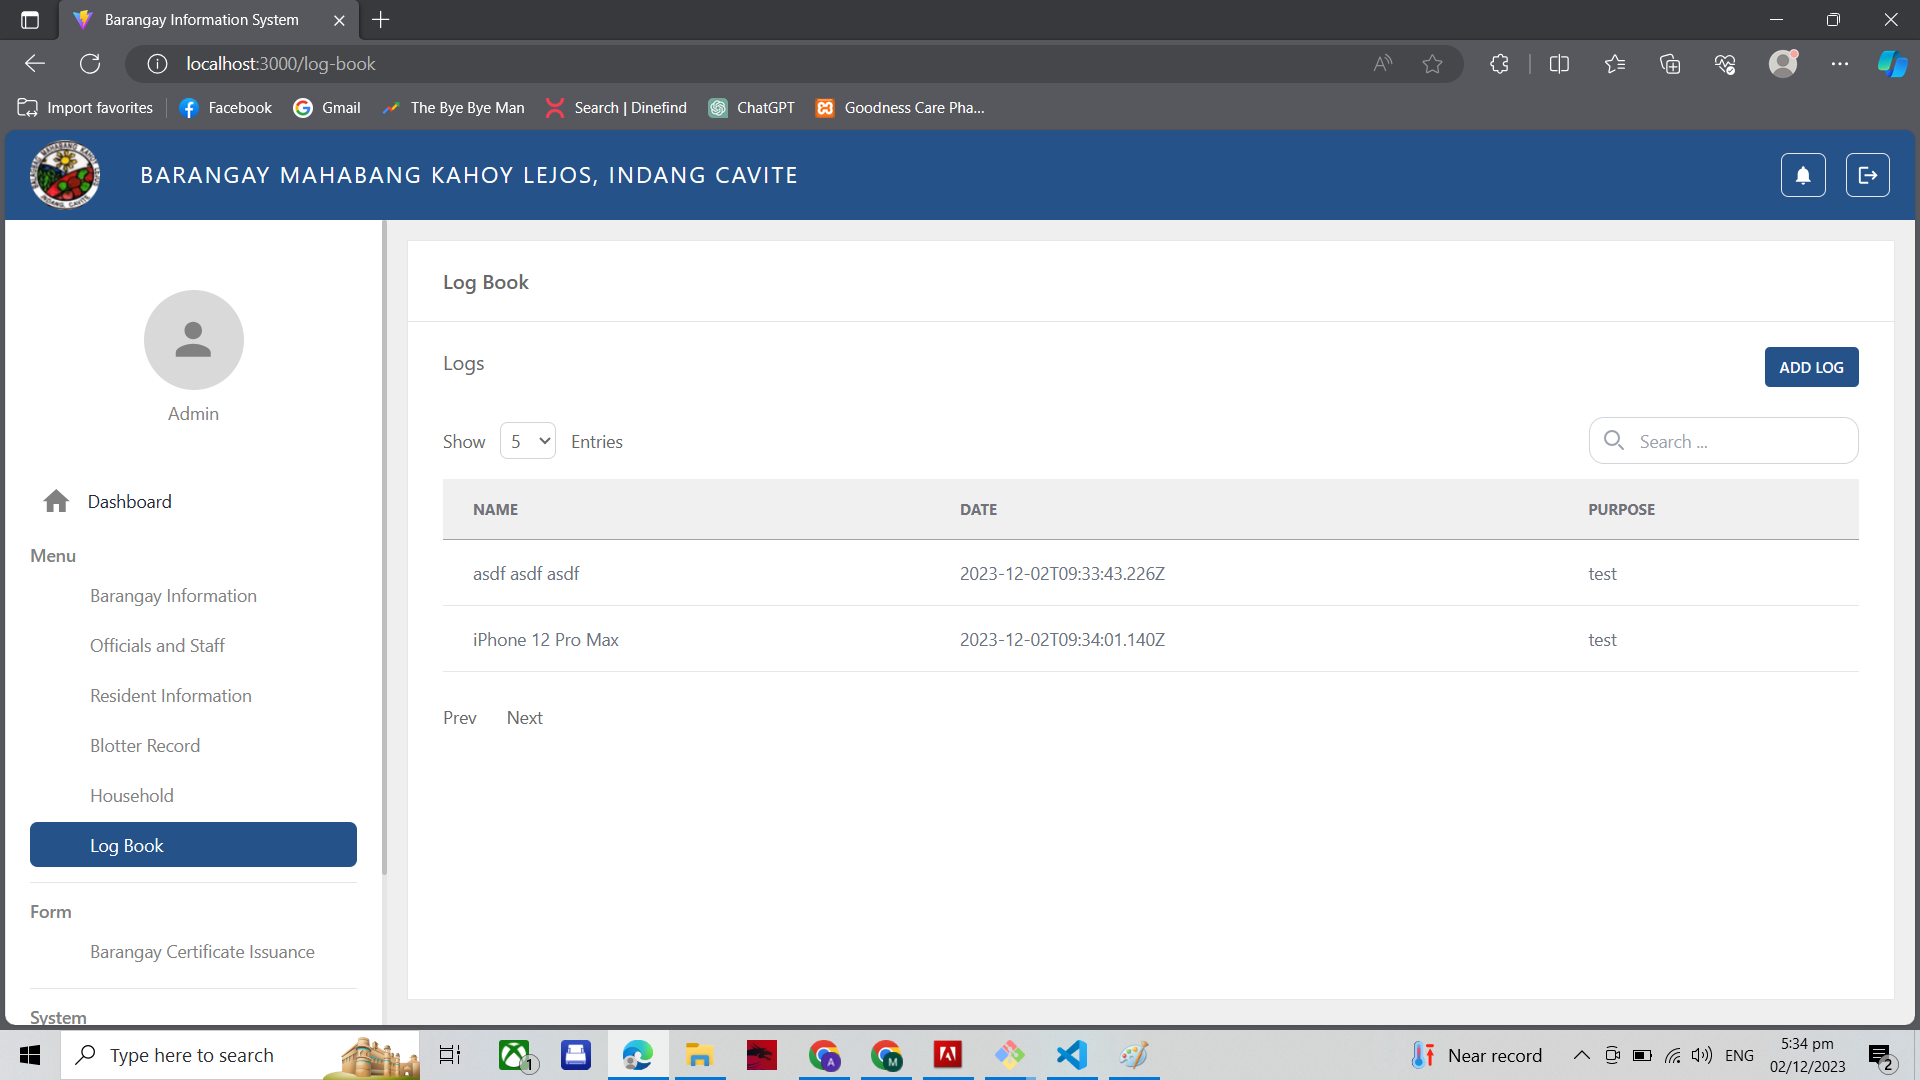 Barangay Information System
localhost:3000/log-book
Import favorites
Facebook
Gmail
The Bye Bye Man
Search | Dinefind
ChatGPT
Goodness Care Pha...
BARANGAY MAHABANG KAHOY LEJOS, INDANG CAVITE
Admin
Dashboard
Menu
Barangay Information
Officials and Staff
Resident Information
Blotter Record
Household
Log Book
Form
Barangay Certificate Issuance
System
Log Book
Logs
ADD LOG
Show 5 Entries
Search ...
NAME DATE PURPOSE
asdf asdf asdf 2023-12-02T09:33:43.226Z test
iPhone 12 Pro Max 2023-12-02T09:34:01.140Z test
Prev Next
Type here to search
1
A
M
Near record
ENG
5:34 pm
02/12/2023
2